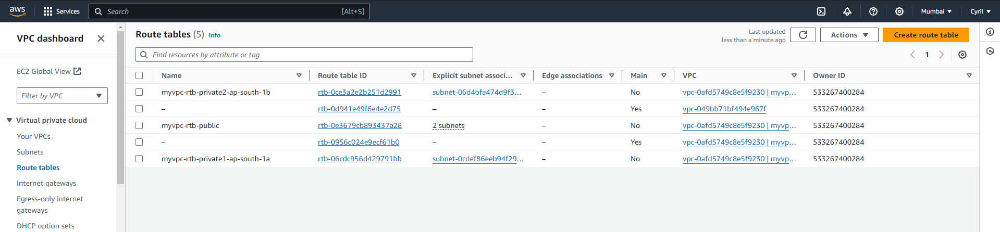 aws Services Search [Alt+S] Mumbai Cyril
VPC dashboard
EC2 Global View
Filter by VPC
Virtual private cloud
Your VPCs
Subnets
Route tables
Internet gateways
Egress-only internet
gateways
DHCP option sets
Route tables (5) Info
Last updated
less than a minute ago
Actions
Create route table
Find resources by attribute or tag
1
Name Route table ID Explicit subnet associ... Edge associations Main VPC Owner ID
myvpc-rtb-private2-ap-south-1b rtb-0ce3a2e2b251d2991 subnet-06d4bfa474d9f3... – No vpc-0afd5749c8e5f9230 | myvp... 533267400284
– rtb-0d941e49f6e4e2d75 – – Yes vpc-049bb71bf494e967f 533267400284
myvpc-rtb-public rtb-0e3679cb893437a28 2 subnets – No vpc-0afd5749c8e5f9230 | myvp... 533267400284
– rtb-0956c024e9ecf61b0 – – Yes vpc-0afd5749c8e5f9230 | myvp... 533267400284
myvpc-rtb-private1-ap-south-1a rtb-06cdc956d429791bb subnet-0cdef86eeb94f29... – No vpc-0afd5749c8e5f9230 | myvp... 533267400284